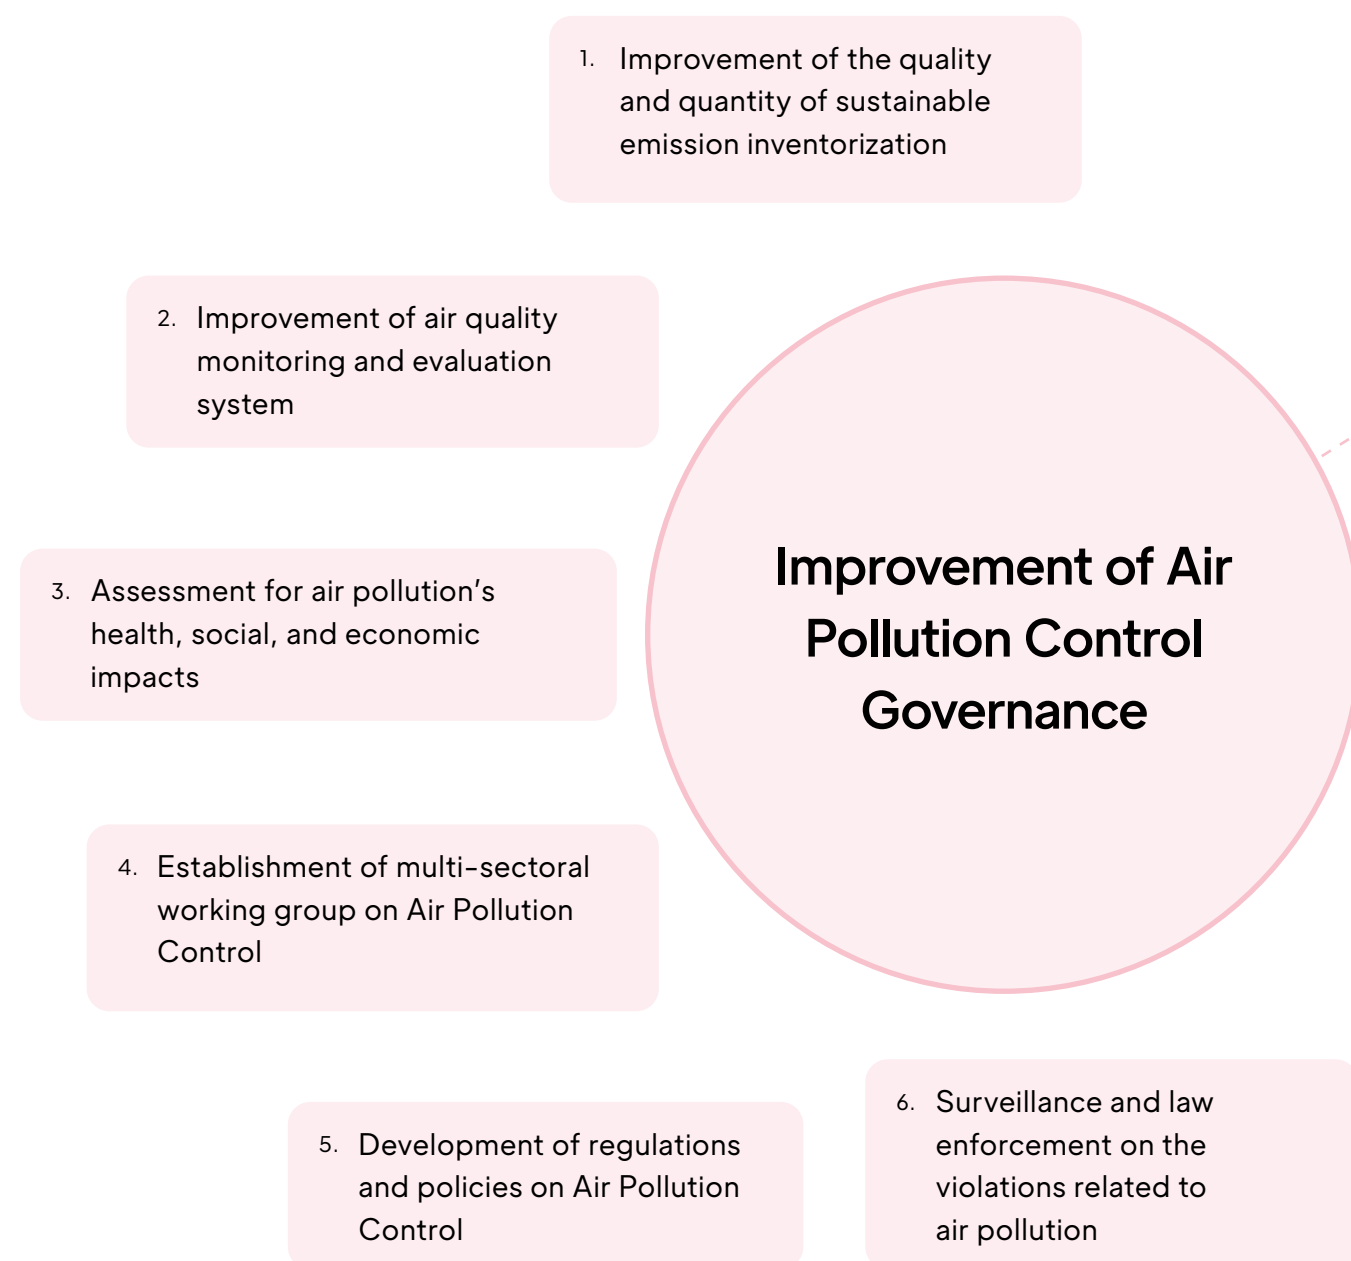 1. Improvement of the quality
and quantity of sustainable
emission inventorization
2. Improvement of air quality
monitoring and evaluation
system
3. Assessment for air pollution’s
health, social, and economic
impacts
Improvement of Air
Pollution Control
Governance
4. Establishment of multi-sectoral
working group on Air Pollution
Control
5. Development of regulations
and policies on Air Pollution
Control
6. Surveillance and law
enforcement on the
violations related to
air pollution